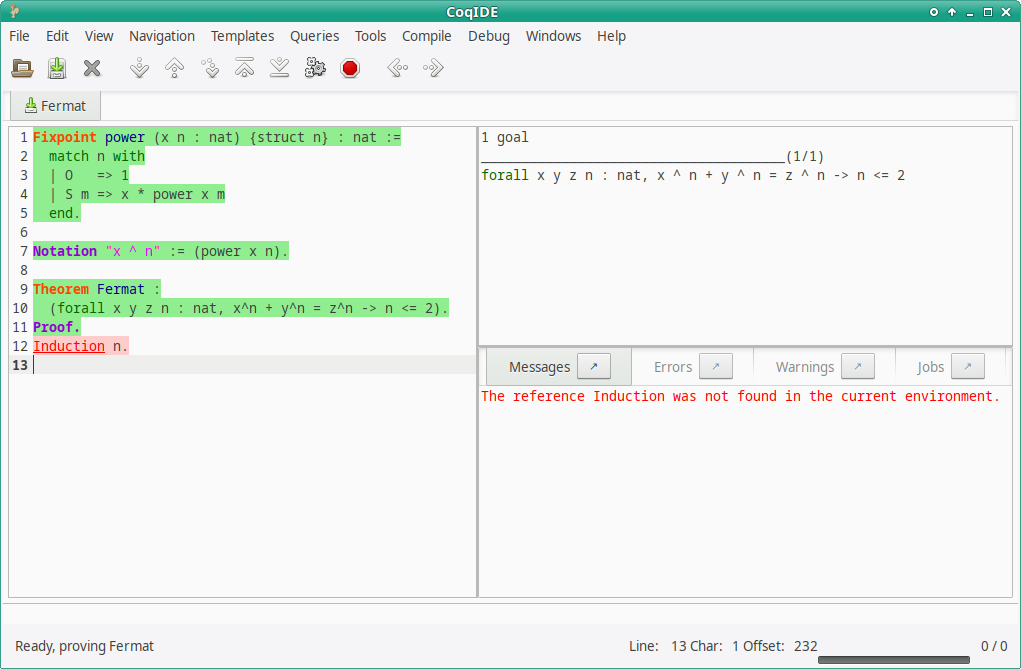 CoqIDE
File Edit View Navigation Templates Queries Tools Compile Debug Windows Help
Fermat
1 Fixpoint power (x n : nat) {struct n} : nat :=
2   match n with
3   | O   => 1
4   | S m => x * power x m
5   end.
6
7 Notation "x ^ n" := (power x n).
8
9 Theorem Fermat :
10   (forall x y z n : nat, x^n + y^n = z^n -> n <= 2).
11 Proof.
12 Induction n.
13
1 goal
______________________________________(1/1)
forall x y z n : nat, x ^ n + y ^ n = z ^ n -> n <= 2
Messages ↗ Errors ↗ Warnings ↗ Jobs ↗
The reference Induction was not found in the current environment.
Ready, proving Fermat Line: 13 Char: 1 Offset: 232 0 / 0